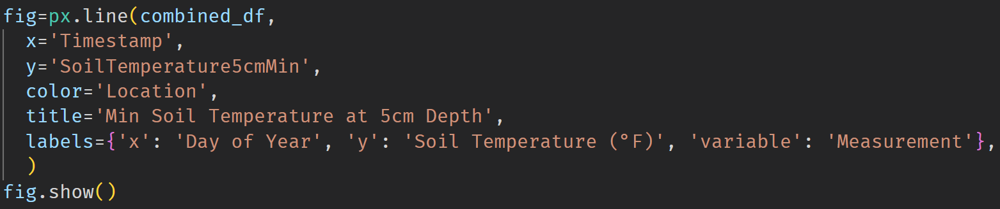 fig=px.line(combined_df,
  x='Timestamp',
  y='SoilTemperature5cmMin',
  color='Location',
  title='Min Soil Temperature at 5cm Depth',
  labels={'x': 'Day of Year', 'y': 'Soil Temperature (°F)', 'variable': 'Measurement'},
  )
fig.show()